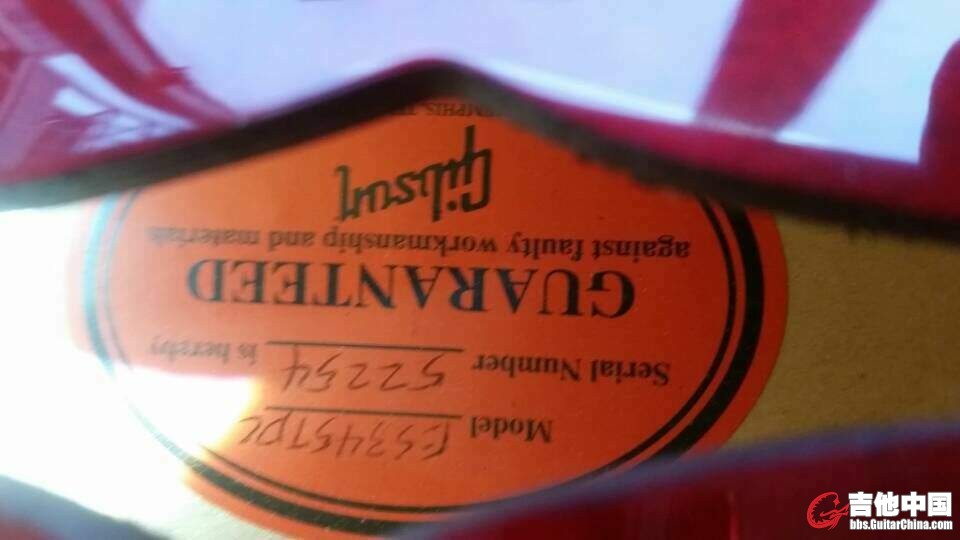 Model ES345TDC
Serial Number 52254 is hereby
GUARANTEED
against faulty workmanship and materials
Gibson
吉他中国
bbs.GuitarChina.com